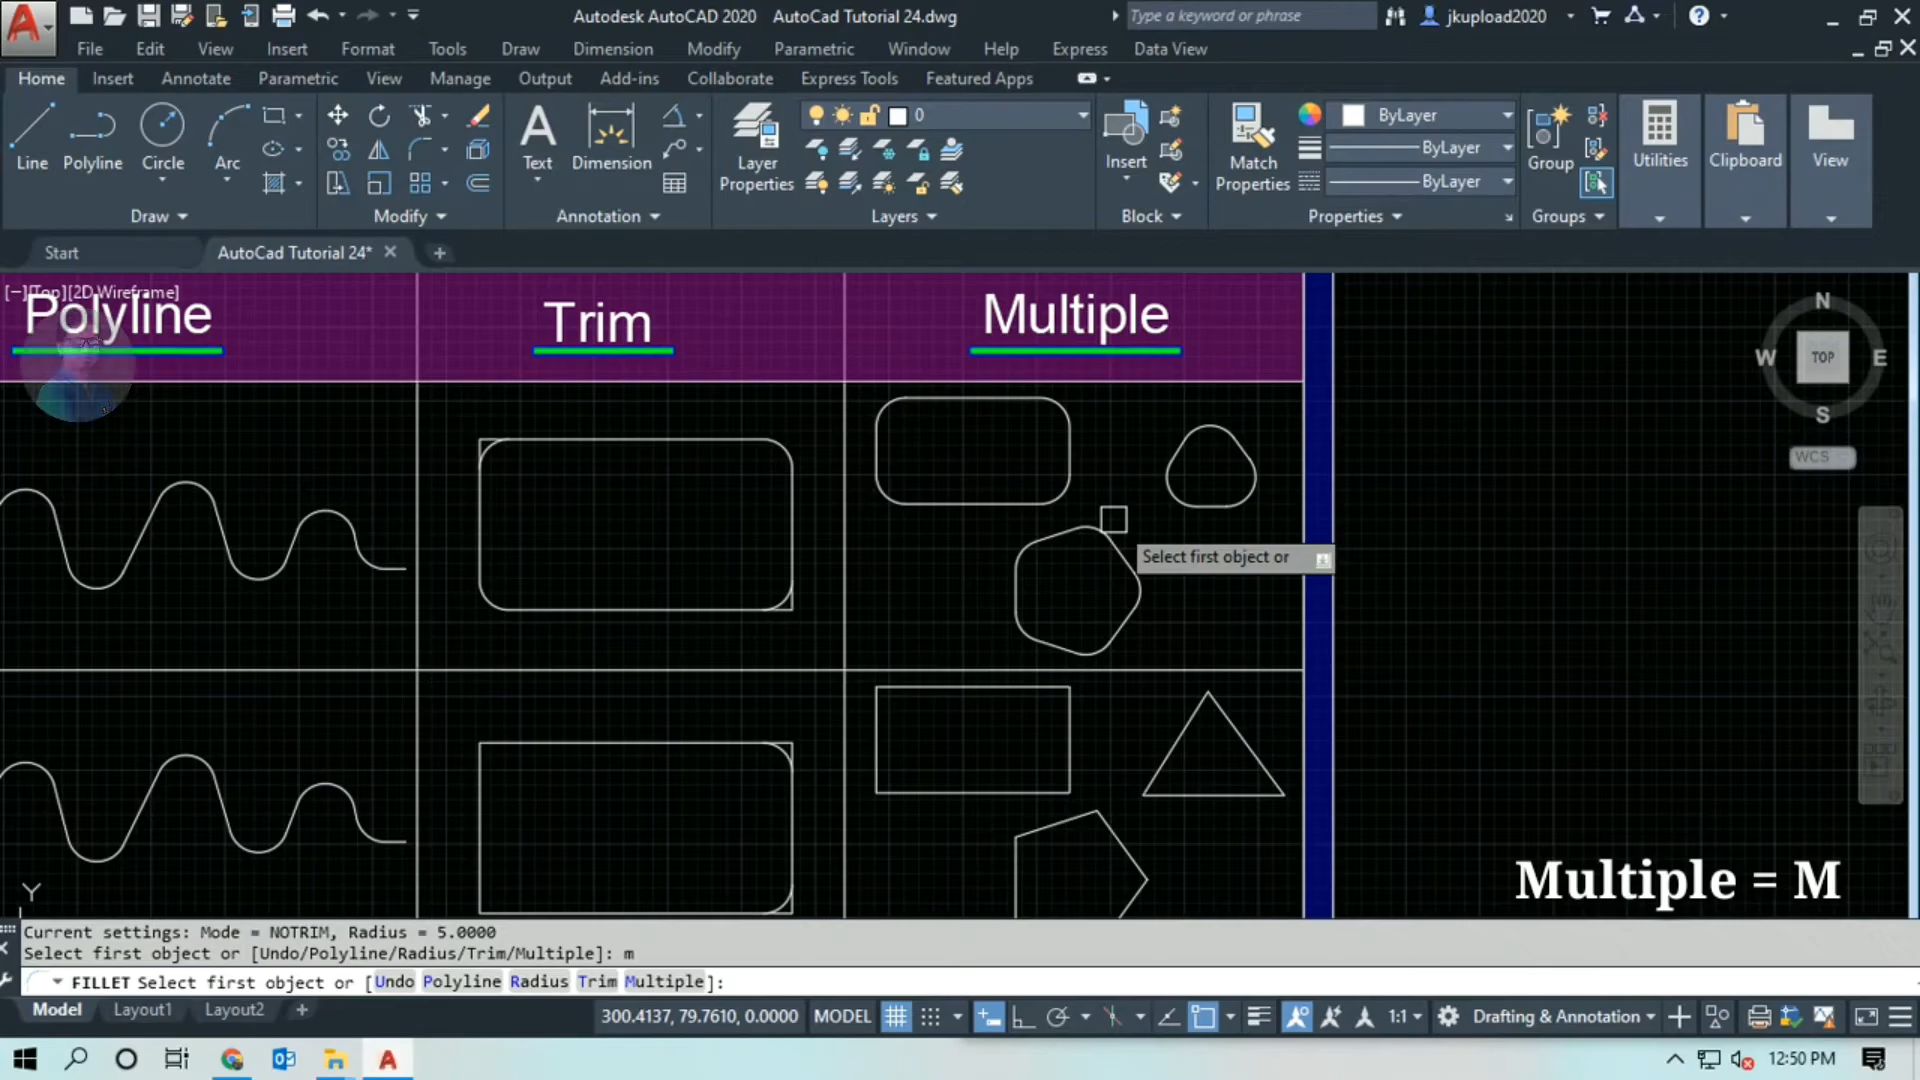 Autodesk AutoCAD 2020 AutoCad Tutorial 24.dwg Type a keyword or phrase jkupload2020
File Edit View Insert Format Tools Draw Dimension Modify Parametric Window Help Express Data View
Home Insert Annotate Parametric View Manage Output Add-ins Collaborate Express Tools Featured Apps
0 ByLayer
Line Polyline Circle Arc Text Dimension Layer Properties Insert Match Properties ByLayer Group Utilities Clipboard View
ByLayer
Draw Modify Annotation Layers Block Properties Groups
Start AutoCad Tutorial 24*
[−][Top][2D Wireframe]
Polyline Trim Multiple
N
W TOP E
S
WCS
Select first object or
Multiple = M
Y
Current settings: Mode = NOTRIM, Radius = 5.0000
Select first object or [Undo/Polyline/Radius/Trim/Multiple]: m
FILLET Select first object or [Undo Polyline Radius Trim Multiple]:
Model Layout1 Layout2 300.4137, 79.7610, 0.0000 MODEL 1:1 Drafting & Annotation
12:50 PM